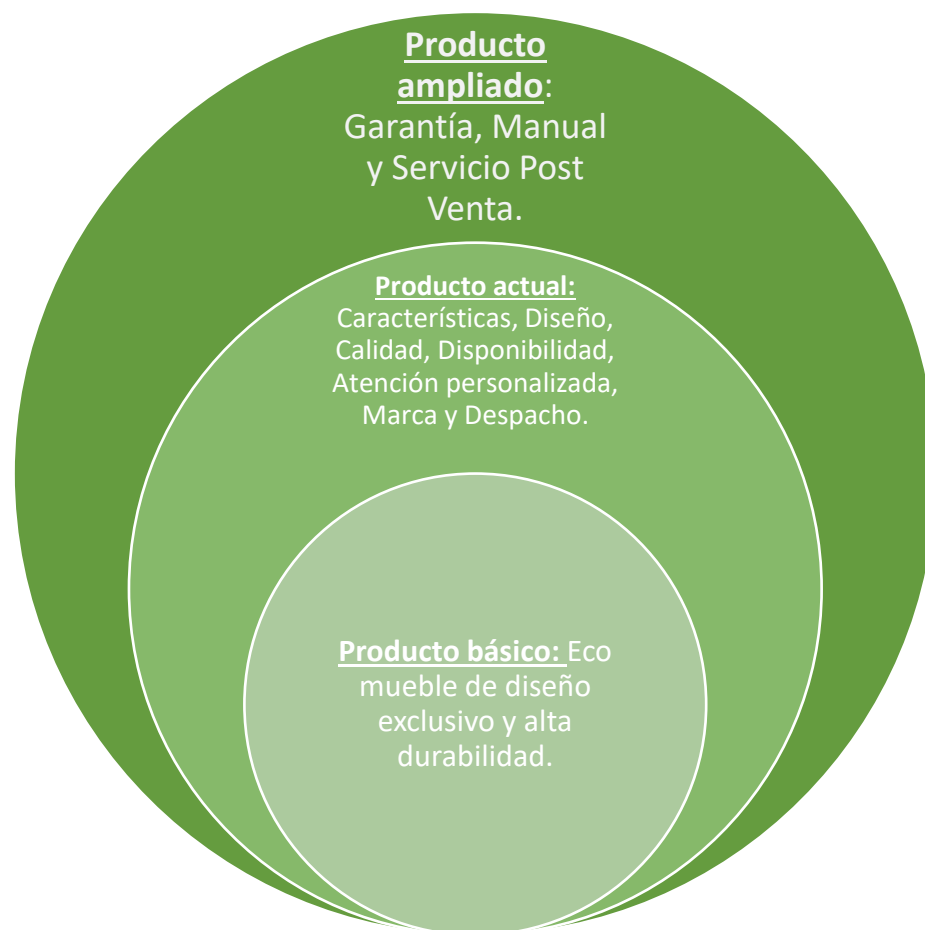 Producto
ampliado:
Garantía, Manual
y Servicio Post
Venta.
Producto actual:
Características, Diseño,
Calidad, Disponibilidad,
Atención personalizada,
Marca y Despacho.
Producto básico: Eco
mueble de diseño
exclusivo y alta
durabilidad.